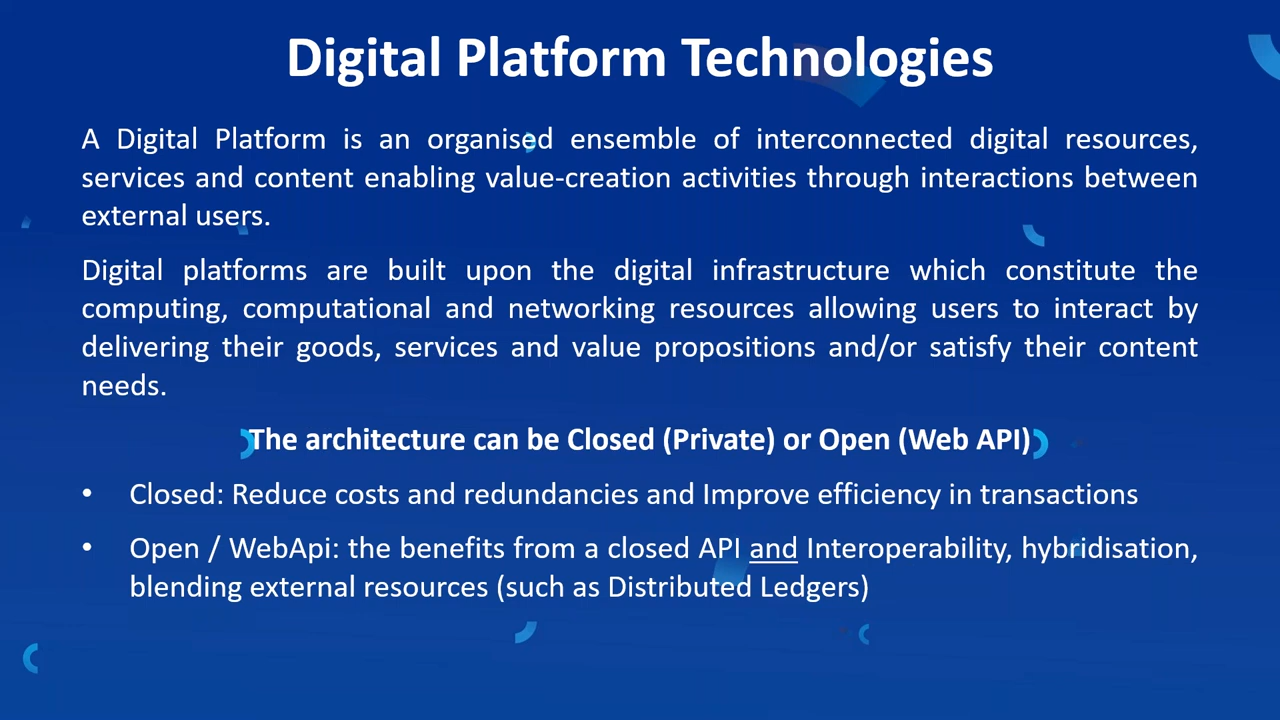 Digital Platform Technologies
A Digital Platform is an organised ensemble of interconnected digital resources,
services and content enabling value-creation activities through interactions between
external users.
Digital platforms are built upon the digital infrastructure which constitute the
computing, computational and networking resources allowing users to interact by
delivering their goods, services and value propositions and/or satisfy their content
needs.
The architecture can be Closed (Private) or Open (Web API)
• Closed: Reduce costs and redundancies and Improve efficiency in transactions
• Open / WebApi: the benefits from a closed API and Interoperability, hybridisation,
blending external resources (such as Distributed Ledgers)